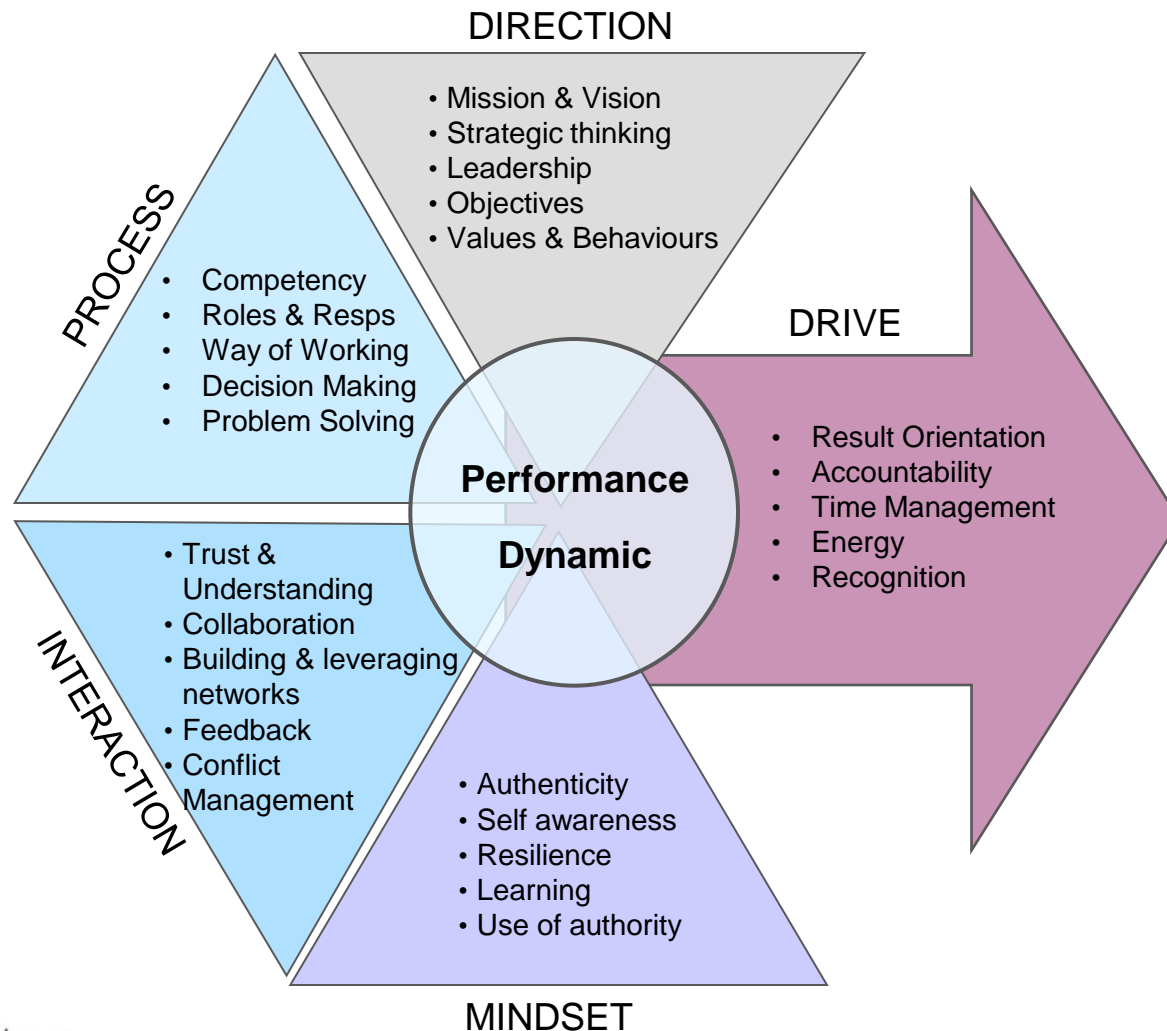 DIRECTION
• Mission & Vision
• Strategic thinking
• Leadership
• Objectives
• Values & Behaviours
PROCESS
• Competency
• Roles & Resps
• Way of Working
• Decision Making
• Problem Solving
DRIVE
• Result Orientation
• Accountability
• Time Management
• Energy
• Recognition
Performance
Dynamic
INTERACTION
• Trust &
Understanding
• Collaboration
• Building & leveraging
networks
• Feedback
• Conflict
Management
• Authenticity
• Self awareness
• Resilience
• Learning
• Use of authority
MINDSET